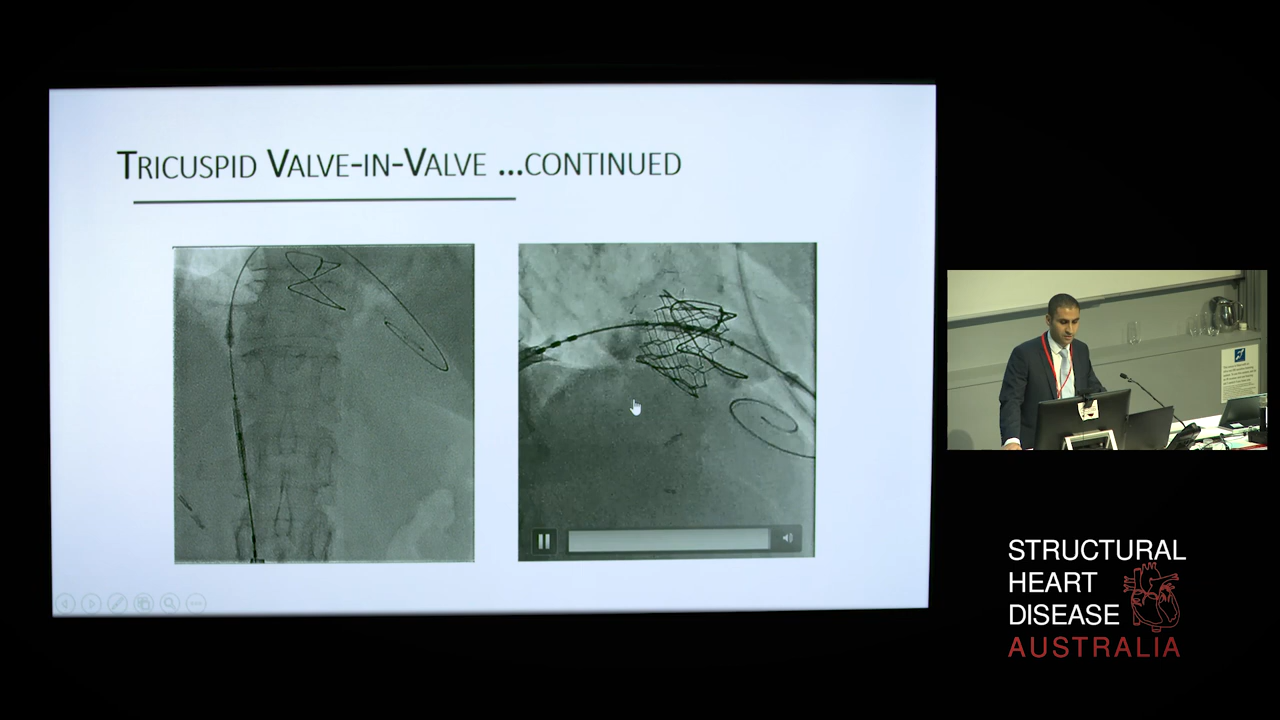 TRICUSPID VALVE-IN-VALVE ...CONTINUED
STRUCTURAL
HEART
DISEASE
AUSTRALIA